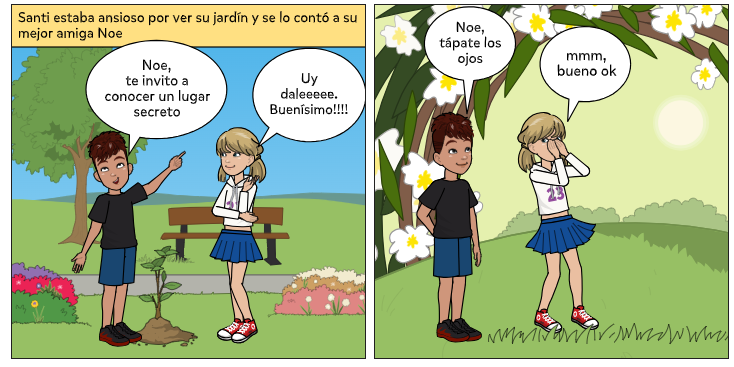 Santi estaba ansioso por ver su jardín y se lo contó a su
mejor amiga Noe
Noe,
te invito a
conocer un lugar
secreto
Uy
daleeeee.
Buenísimo!!!!
Noe,
tápate los
ojos
mmm,
bueno ok
23